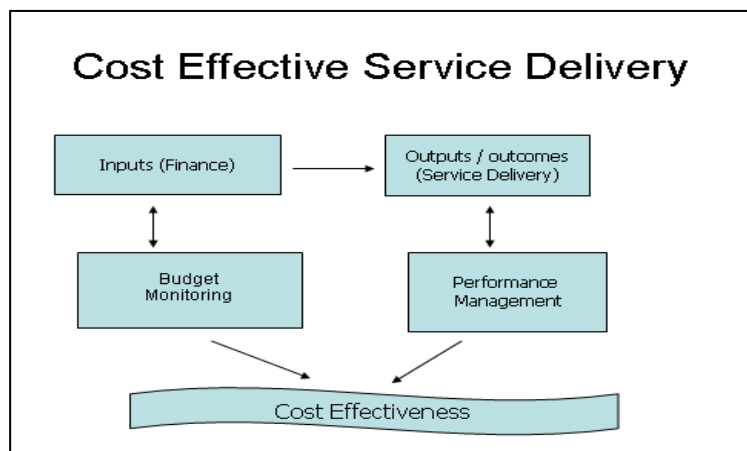 Cost Effective Service Delivery
Inputs (Finance)
Outputs / outcomes
(Service Delivery)
Budget
Monitoring
Performance
Management
Cost Effectiveness